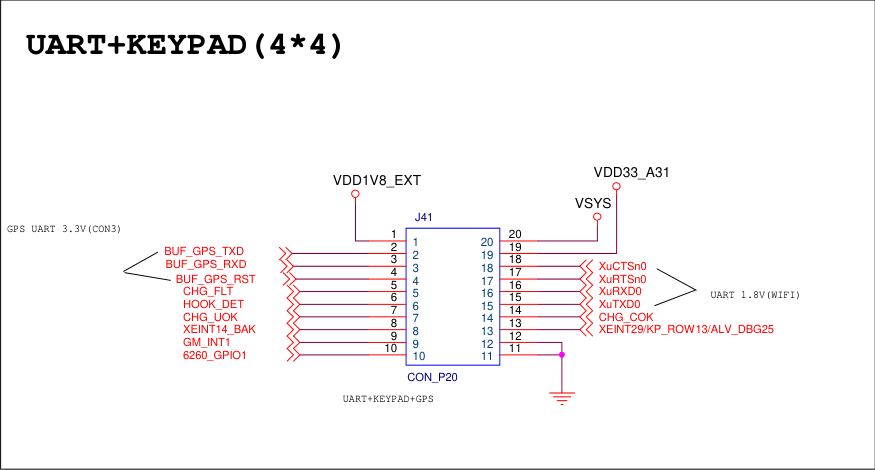 UART+KEYPAD(4*4)
VDD1V8_EXT
VDD33_A31
VSYS
J41
GPS UART 3.3V(CON3)
BUF_GPS_TXD
BUF_GPS_RXD
BUF_GPS_RST
CHG_FLT
HOOK_DET
CHG_UOK
XEINT14_BAK
GM_INT1
6260_GPIO1
1 1 20 20
2 2 19 19
3 3 18 18
4 4 17 17
5 5 16 16
6 6 15 15
7 7 14 14
8 8 13 13
9 9 12 12
10 10 11 11
XuCTSn0
XuRTSn0
XuRXD0
XuTXD0
CHG_COK
XEINT29/KP_ROW13/ALV_DBG25
UART 1.8V(WIFI)
CON_P20
UART+KEYPAD+GPS